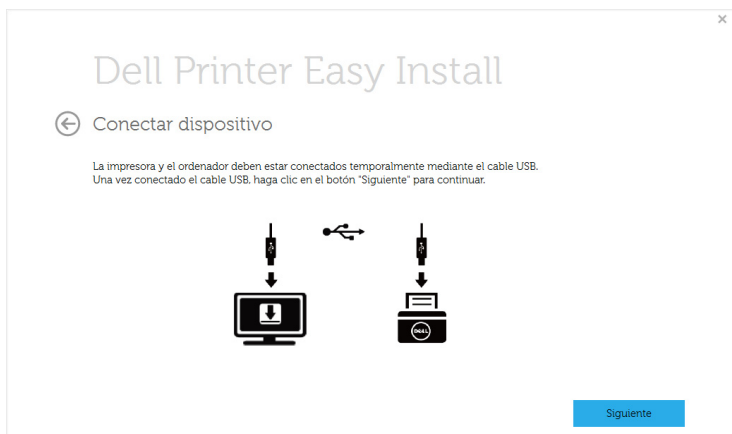 Dell Printer Easy Install
Conectar dispositivo
La impresora y el ordenador deben estar conectados temporalmente mediante el cable USB.
Una vez conectado el cable USB, haga clic en el botón "Siguiente" para continuar.
DELL
Siguiente